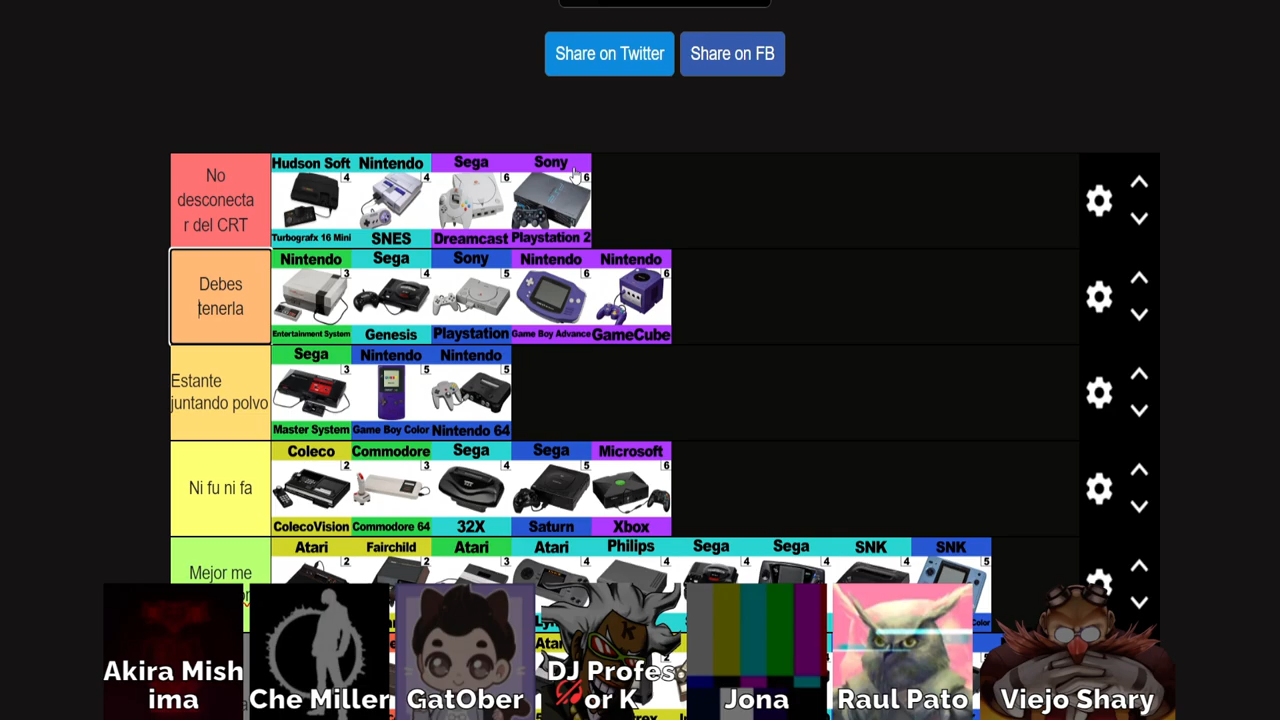 Share on Twitter
Share on FB
No
desconecta
r del CRT
Hudson Soft
4
Turbografx 16 Mini
Nintendo
4
SNES
Sega
6
Dreamcast
Sony
6
Playstation 2
Debes
tenerla
Nintendo
3
Entertainment System
Sega
4
Genesis
Sony
5
Playstation
Nintendo
6
Game Boy Advance
Nintendo
6
GameCube
Estante
juntando polvo
Sega
3
Master System
Nintendo
5
Game Boy Color
Nintendo
5
Nintendo 64
Ni fu ni fa
Coleco
2
ColecoVision
Commodore
3
Commodore 64
Sega
4
32X
Sega
5
Saturn
Microsoft
6
Xbox
Mejor me
Atari
2
Fairchild
2
Atari
3
Atari
4
Philips
4
Sega
4
Sega
4
SNK
4
SNK
5
Color
Akira Mish
ima
Che Miller
GatOber
DJ Profes
or K
Jona
Raul Pato
Viejo Shary